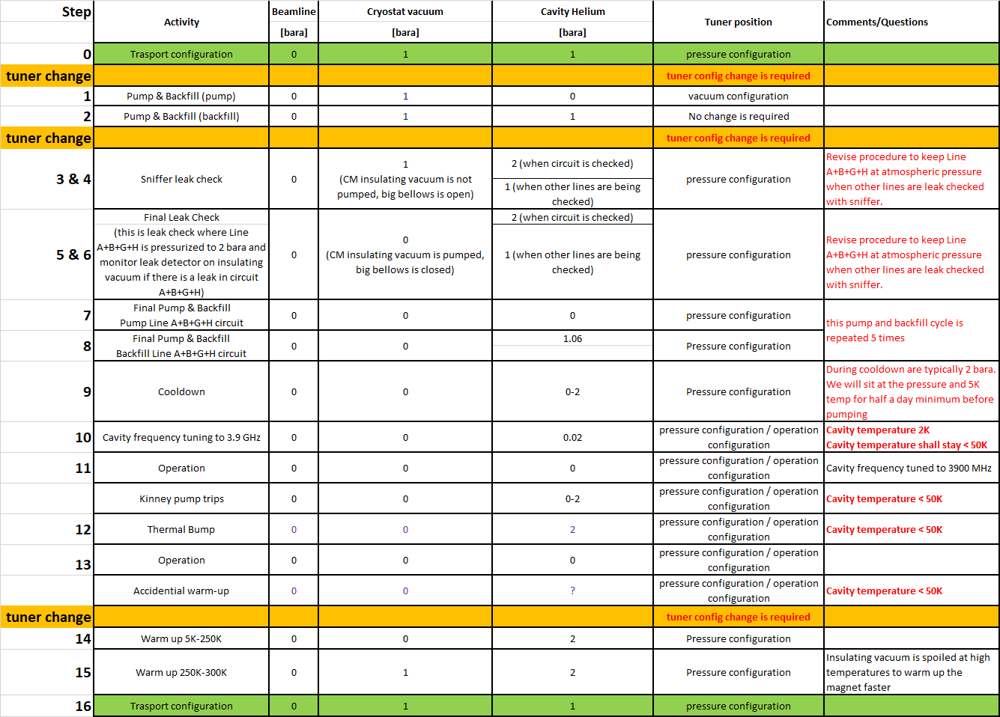 Step
Activity
Beamline
Cryostat vacuum
Cavity Helium
Tuner position
Comments/Questions
[bara]
[bara]
[bara]
0
Trasport configuration
0
1
1
pressure configuration
tuner change
tuner config change is required
1
Pump & Backfill (pump)
0
1
0
vacuum configuration
2
Pump & Backfill (backfill)
0
1
1
No change is required
tuner change
tuner config change is required
3 & 4
Sniffer leak check
0
1
(CM insulating vacuum is not
pumped, big bellows is open)
2 (when circuit is checked)
1 (when other lines are being
checked)
pressure configuration
Revise procedure to keep Line
A+B+G+H at atmospheric pressure
when other lines are leak checked
with sniffer.
5 & 6
Final Leak Check
(this is leak check where Line
A+B+G+H is pressurized to 2 bara and
monitor leak detector on insulating
vacuum if there is a leak in circuit
A+B+G+H)
0
0
(CM insulating vacuum is pumped,
big bellows is closed)
2 (when circuit is checked)
1 (when other lines are being
checked)
pressure configuration
Revise procedure to keep Line
A+B+G+H at atmospheric pressure
when other lines are leak checked
with sniffer.
7
Final Pump & Backfill
Pump Line A+B+G+H circuit
0
0
0
pressure configuration
this pump and backfill cycle is
repeated 5 times
8
Final Pump & Backfill
Backfill Line A+B+G+H circuit
0
0
1.06
Pressure configuration
9
Cooldown
0
0
0-2
Pressure configuration
During cooldown are typically 2 bara.
We will sit at the pressure and 5K
temp for half a day minimum before
pumping
10
Cavity frequency tuning to 3.9 GHz
0
0
0.02
pressure configuration / operation
configuration
Cavity temperature 2K
Cavity temperature shall stay < 50K
11
Operation
0
0
0
pressure configuration / operation
configuration
Cavity frequency tuned to 3900 MHz
Kinney pump trips
0
0
0-2
pressure configuration / operation
configuration
Cavity temperature < 50K
12
Thermal Bump
0
0
2
pressure configuration / operation
configuration
Cavity temperature < 50K
13
Operation
0
0
0
pressure configuration / operation
configuration
Accidential warm-up
0
0
?
pressure configuration / operation
configuration
Cavity temperature < 50K
tuner change
tuner config change is required
14
Warm up 5K-250K
0
0
2
Pressure configuration
15
Warm up 250K-300K
0
1
2
Pressure configuration
Insulating vacuum is spoiled at high
temperatures to warm up the
magnet faster
16
Trasport configuration
0
1
1
pressure configuration